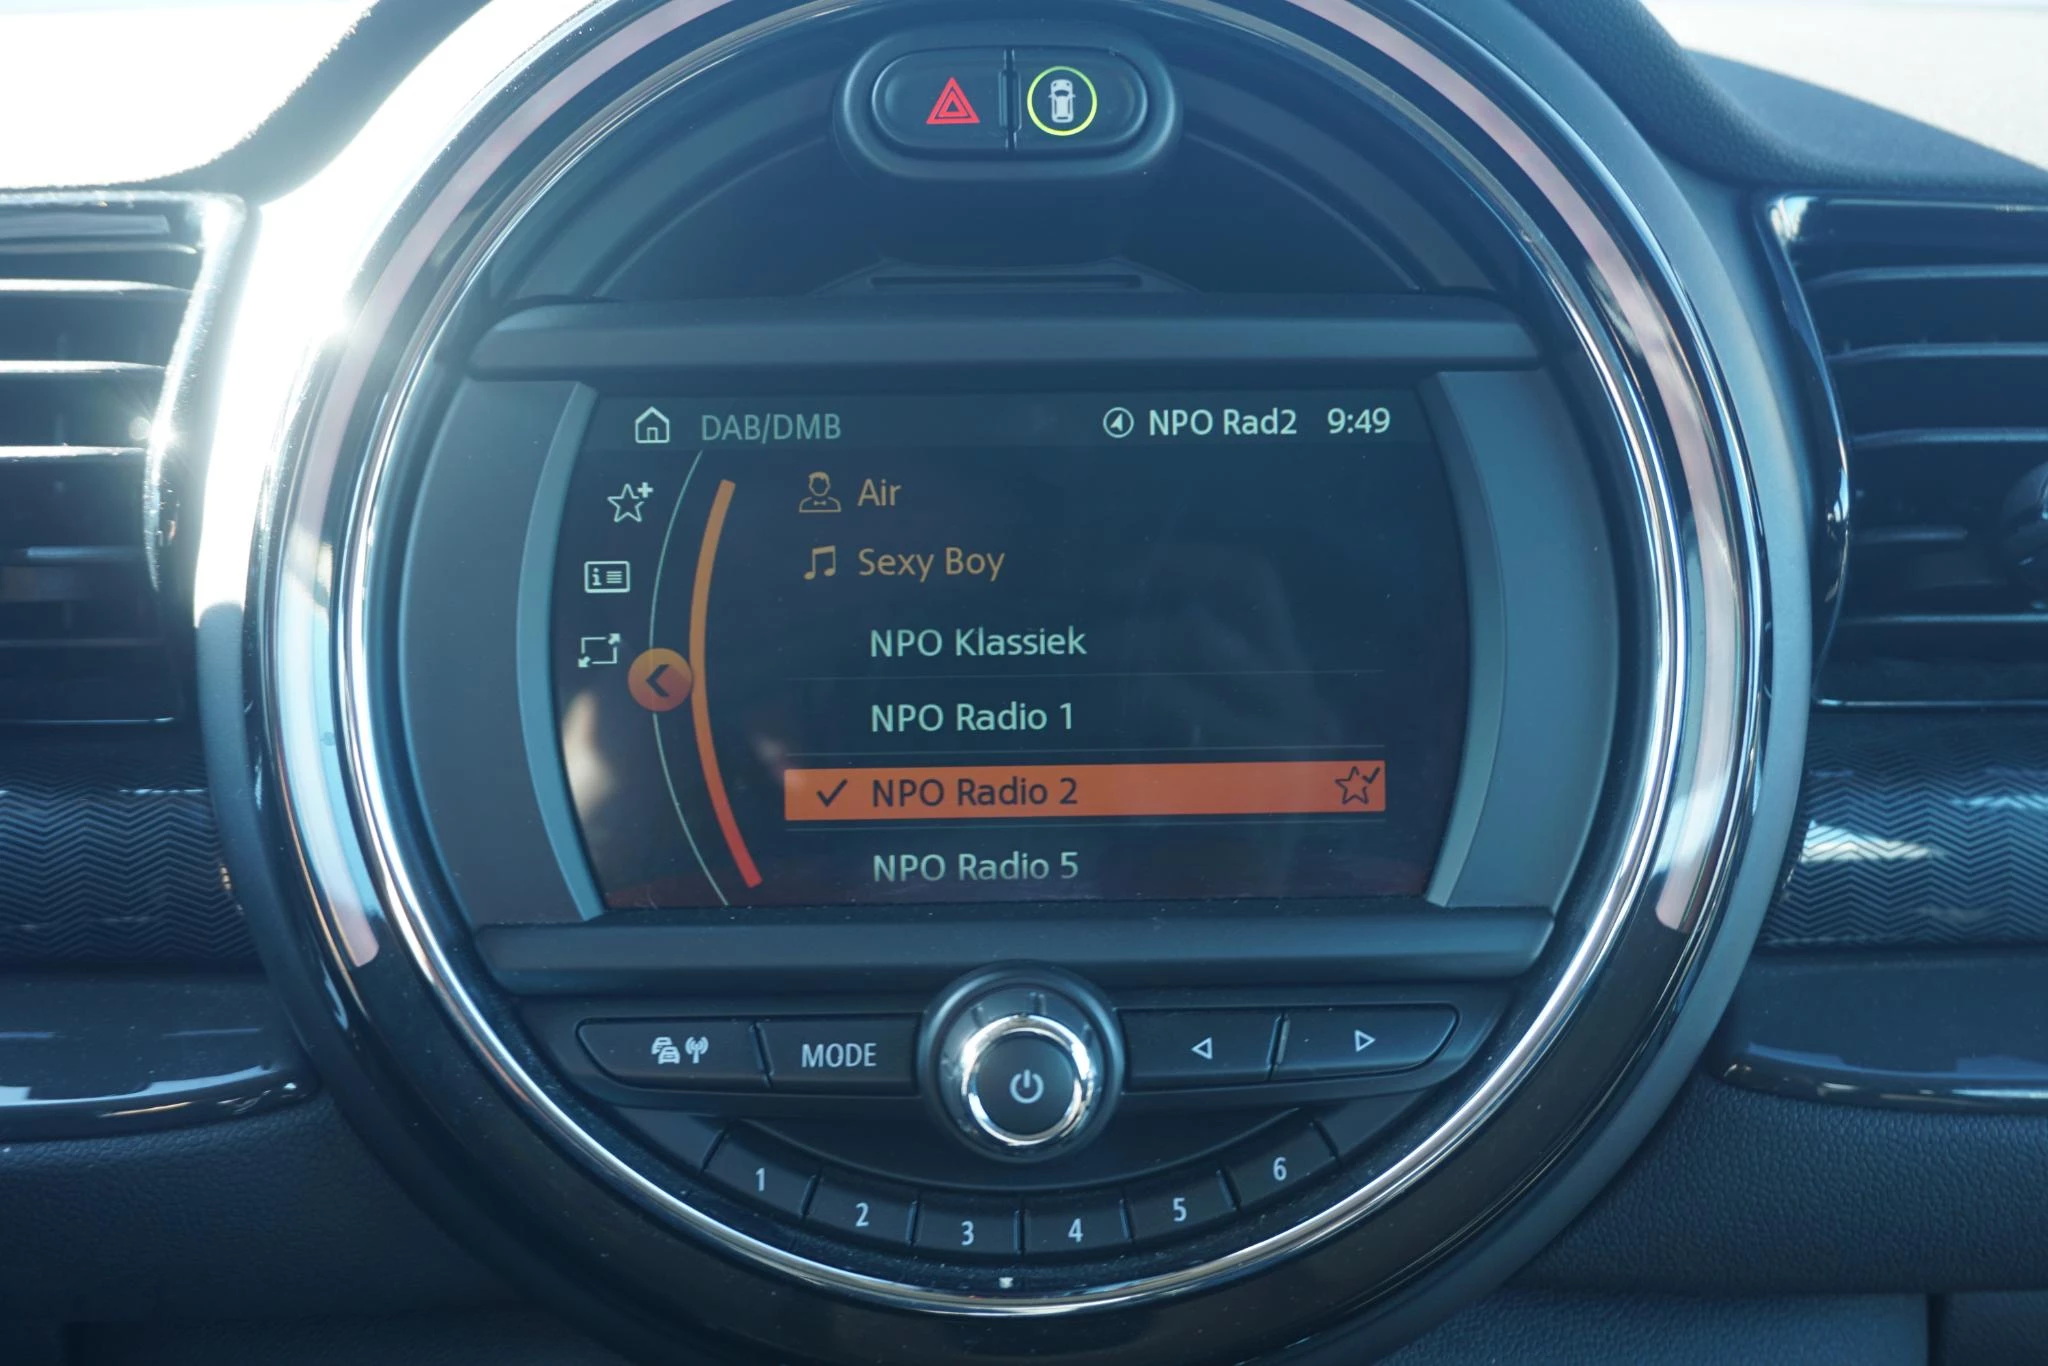 DAB/DMB NPO Rad2 9:49
Air
Sexy Boy
NPO Klassiek
NPO Radio 1
NPO Radio 2
NPO Radio 5
MODE
1 2 3 4 5 6